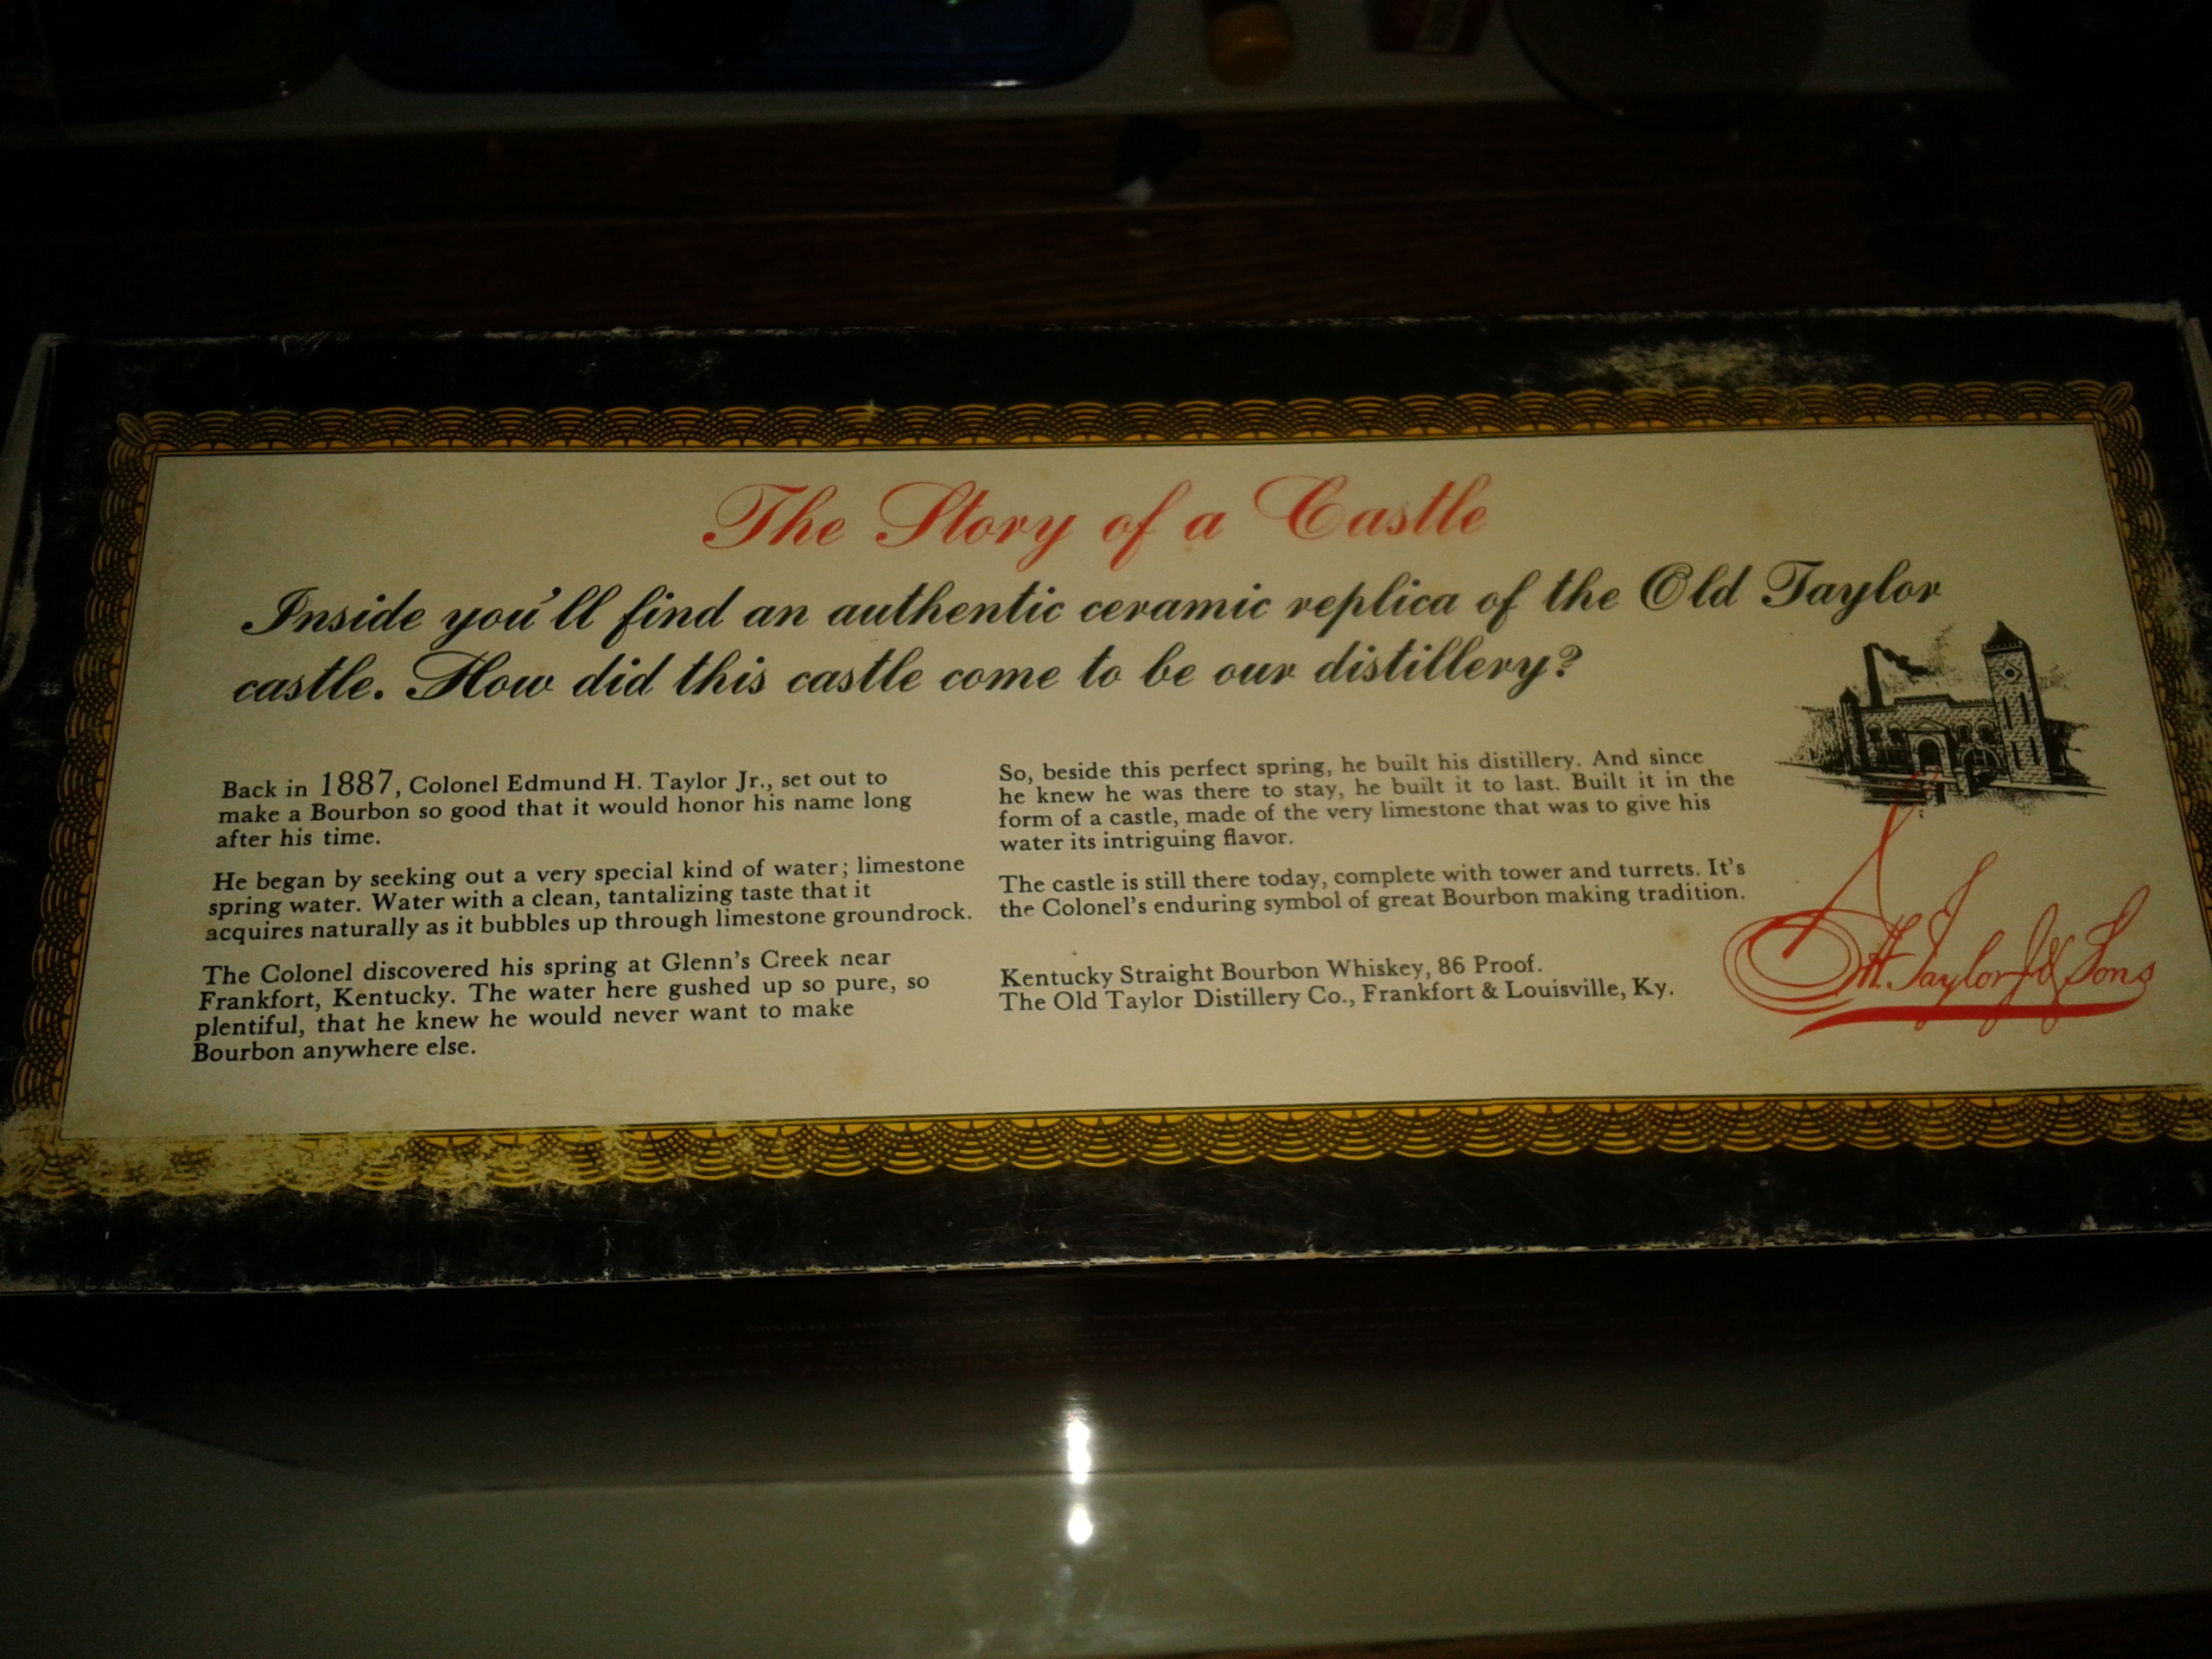 The Story of a Castle
Inside you'll find an authentic ceramic replica of the Old Taylor
castle. How did this castle come to be our distillery?
Back in 1887, Colonel Edmund H. Taylor Jr., set out to
make a Bourbon so good that it would honor his name long
after his time.
He began by seeking out a very special kind of water; limestone
spring water. Water with a clean, tantalizing taste that it
acquires naturally as it bubbles up through limestone groundrock.
The Colonel discovered his spring at Glenn's Creek near
Frankfort, Kentucky. The water here gushed up so pure, so
plentiful, that he knew he would never want to make
Bourbon anywhere else.
So, beside this perfect spring, he built his distillery. And since
he knew he was there to stay, he built it to last. Built it in the
form of a castle, made of the very limestone that was to give his
water its intriguing flavor.
The castle is still there today, complete with tower and turrets. It's
the Colonel's enduring symbol of great Bourbon making tradition.
Kentucky Straight Bourbon Whiskey, 86 Proof.
The Old Taylor Distillery Co., Frankfort & Louisville, Ky.
H. Taylor Jr & Sons